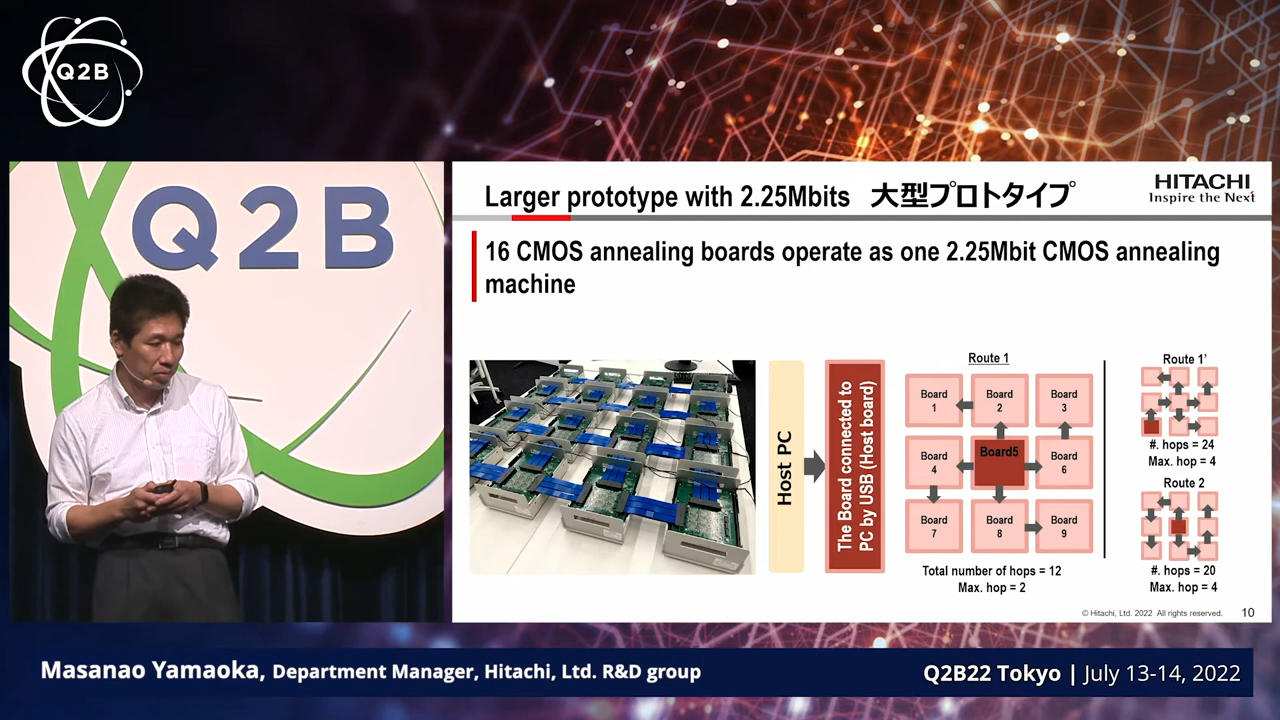 Q2B
Q2B
Larger prototype with 2.25Mbits 大型プロトタイプ
HITACHI
Inspire the Next
16 CMOS annealing boards operate as one 2.25Mbit CMOS annealing
machine
Host PC
The Board connected to
PC by USB (Host board)
Route 1
Board
1
Board
2
Board
3
Board
4
Board5
Board
6
Board
7
Board
8
Board
9
Total number of hops = 12
Max. hop = 2
Route 1’
#. hops = 24
Max. hop = 4
Route 2
#. hops = 20
Max. hop = 4
© Hitachi, Ltd. 2022 All rights reserved.
10
Masanao Yamaoka, Department Manager, Hitachi, Ltd. R&D group
Q2B22 Tokyo | July 13-14, 2022